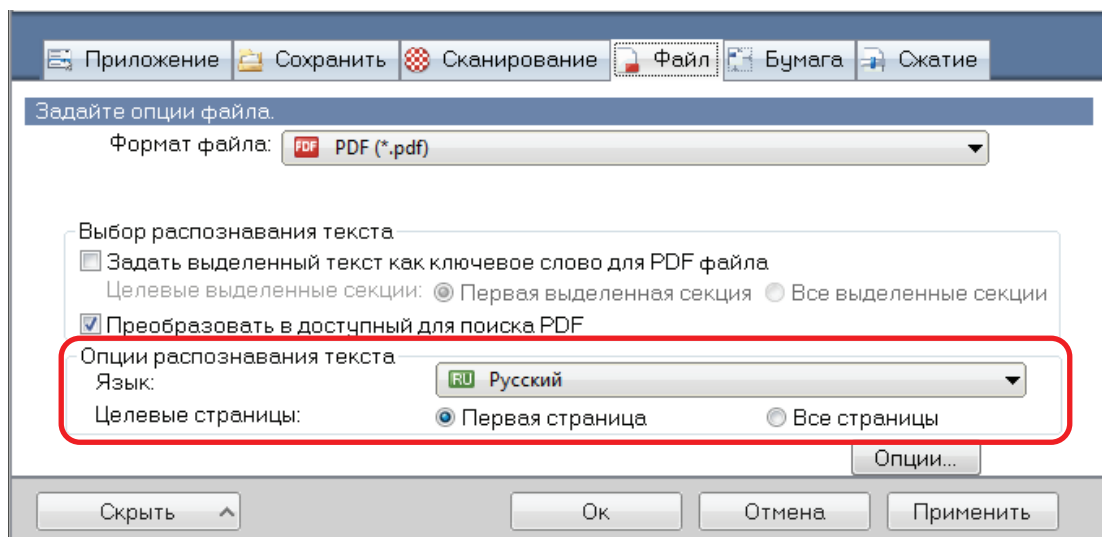 Приложение Сохранить Сканирование Файл Бумага Сжатие
Задайте опции файла.
Формат файла: PDF PDF (*.pdf)
Выбор распознавания текста
Задать выделенный текст как ключевое слово для PDF файла
Целевые выделенные секции: Первая выделенная секция Все выделенные секции
Преобразовать в доступный для поиска PDF
Опции распознавания текста
Язык: RU Русский
Целевые страницы: Первая страница Все страницы
Опции...
Скрыть Ок Отмена Применить